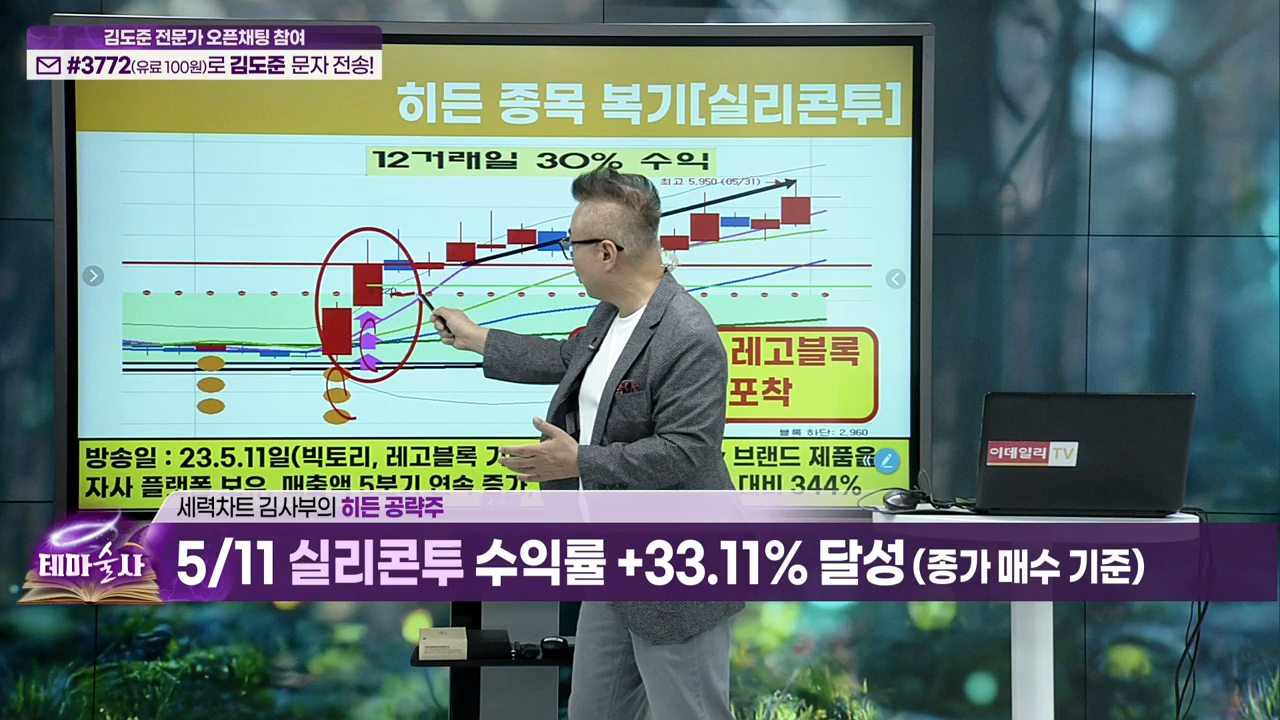 김도준 전문가 오픈채팅 참여
#3772(유료 100원)로 김도준 문자 전송!
히든 종목 복기[실리콘투]
12거래일 30% 수익
최고 5,950 (05/31)
레고블록
포착
블록 하단: 2,960
방송일 : 23.5.11일(빅토리, 레고블록 브랜드 제품을
자사 플랫폼 보유, 매출액 5분기 연속 증가 대비 344%
이데일리TV
세력차트 김사부의 히든 공략주
테마술사
5/11 실리콘투 수익률 +33.11% 달성(종가 매수 기준)